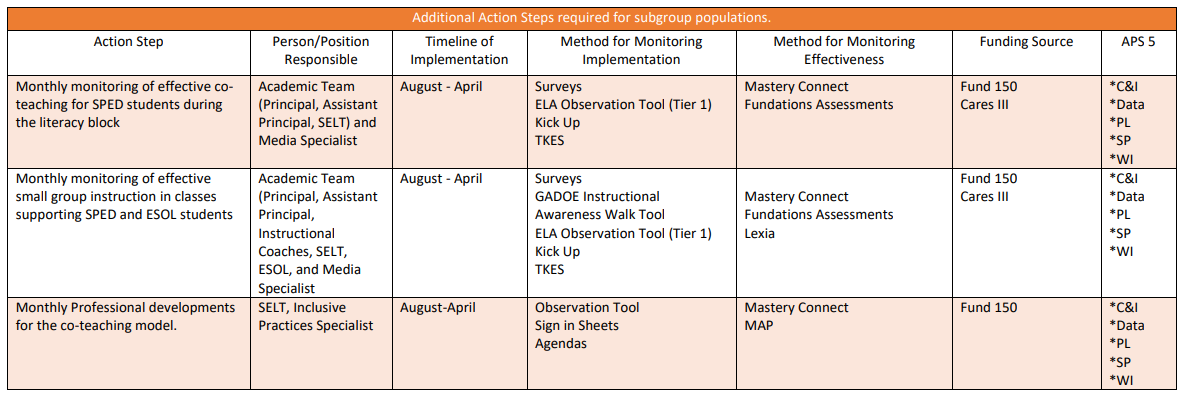 Additional Action Steps required for subgroup populations.
Action Step
Person/Position
Responsible
Timeline of
Implementation
Method for Monitoring
Implementation
Method for Monitoring
Effectiveness
Funding Source
APS 5
Monthly monitoring of effective co-
teaching for SPED students during
the literacy block
Academic Team
(Principal, Assistant
Principal, SELT) and
Media Specialist
August - April
Surveys
ELA Observation Tool (Tier 1)
Kick Up
TKES
Mastery Connect
Fundations Assessments
Fund 150
Cares III
*C&I
*Data
*PL
*SP
*WI
Monthly monitoring of effective
small group instruction in classes
supporting SPED and ESOL students
Academic Team
(Principal, Assistant
Principal,
Instructional
Coaches, SELT,
ESOL, and Media
Specialist
August - April
Surveys
GADOE Instructional
Awareness Walk Tool
ELA Observation Tool (Tier 1)
Kick Up
TKES
Mastery Connect
Fundations Assessments
Lexia
Fund 150
Cares III
*C&I
*Data
*PL
*SP
*WI
Monthly Professional developments
for the co-teaching model.
SELT, Inclusive
Practices Specialist
August-April
Observation Tool
Sign in Sheets
Agendas
Mastery Connect
MAP
Fund 150
*C&I
*Data
*PL
*SP
*WI